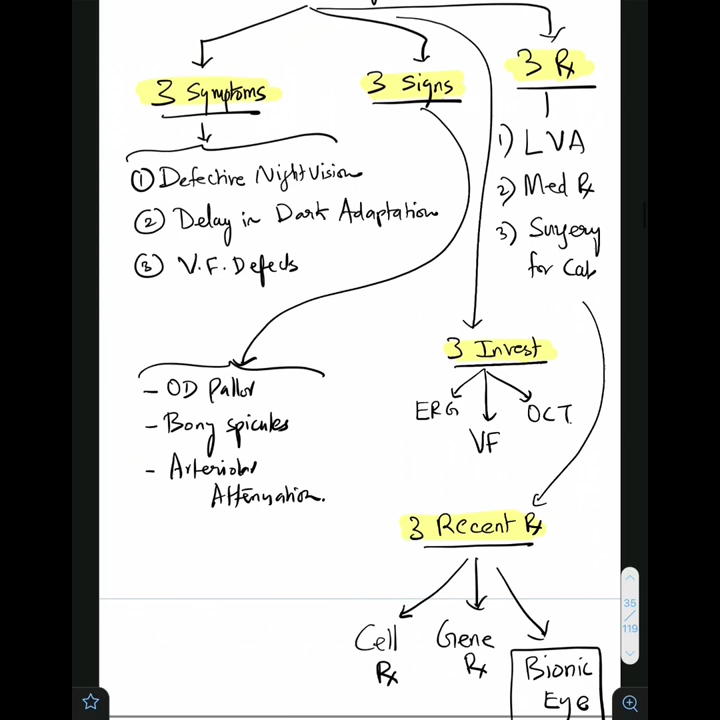 3 Symptoms
① Defective Night Vision
② Delay in Dark Adaptation
③ V.F. Defects
3 Signs
- OD Pallor
- Bony spicules
- Arteriolar
Attenuation.
3 Rx
1) LVA
2) Med Rx
3) Surgery
for Cat
3 Invest
ERG
VF
OCT.
3 Recent Rx
Cell
Rx
Gene
Rx
Bionic
Eye
35
/
119